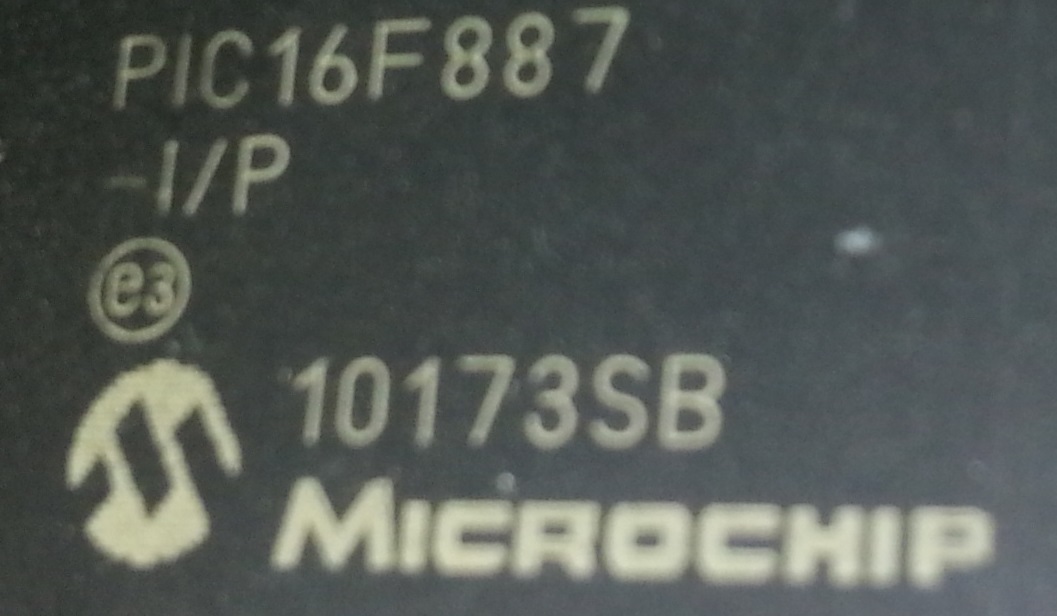 PIC16F887
-I/P
e3
10173SB
MICROCHIP